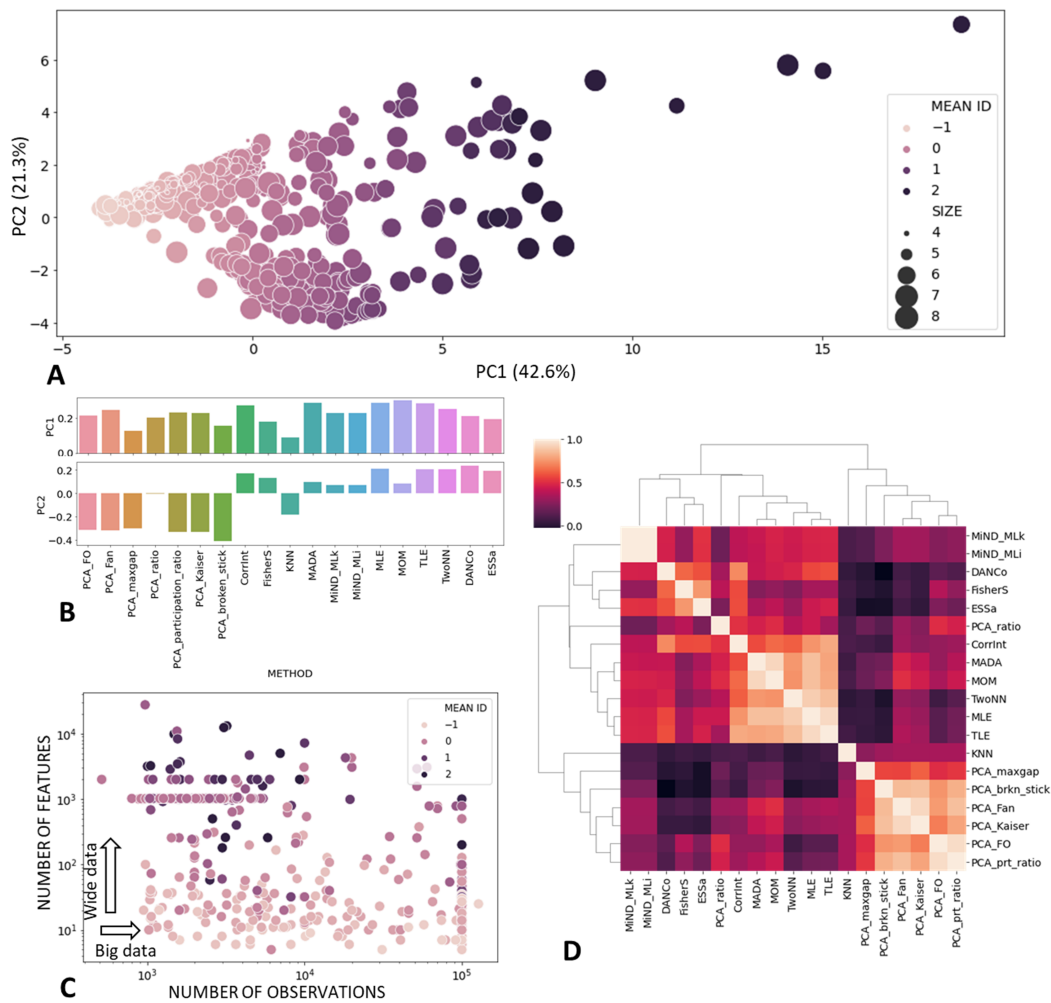 6
4
2
0
−2
−4
PC2 (21.3%)
MEAN ID
−1
0
1
2
SIZE
4
5
6
7
8
−5
0
5
10
15
A
PC1 (42.6%)
PC1
0.2
0.0
PC2
0.2
0.0
−0.2
−0.4
PCA_FO
PCA_Fan
PCA_maxgap
PCA_ratio
PCA_participation_ratio
PCA_Kaiser
PCA_broken_stick
CorrInt
FisherS
KNN
MADA
MiND_MLk
MiND_MLi
MLE
MOM
TLE
TwoNN
DANCo
ESSa
B
METHOD
NUMBER OF FEATURES
10⁴
10³
10²
10¹
MEAN ID
−1
0
1
2
Wide data
Big data
10³
10⁴
10⁵
C
NUMBER OF OBSERVATIONS
1.0
0.5
0.0
MiND_MLk
MiND_MLi
DANCo
FisherS
ESSa
PCA_ratio
CorrInt
MADA
MOM
TwoNN
MLE
TLE
KNN
PCA_maxgap
PCA_brkn_stick
PCA_Fan
PCA_Kaiser
PCA_FO
PCA_prt_ratio
MiND_MLk
MiND_MLi
DANCo
FisherS
ESSa
PCA_ratio
CorrInt
MADA
MOM
TwoNN
MLE
TLE
KNN
PCA_maxgap
PCA_brkn_stick
PCA_Fan
PCA_Kaiser
PCA_FO
PCA_prt_ratio
D